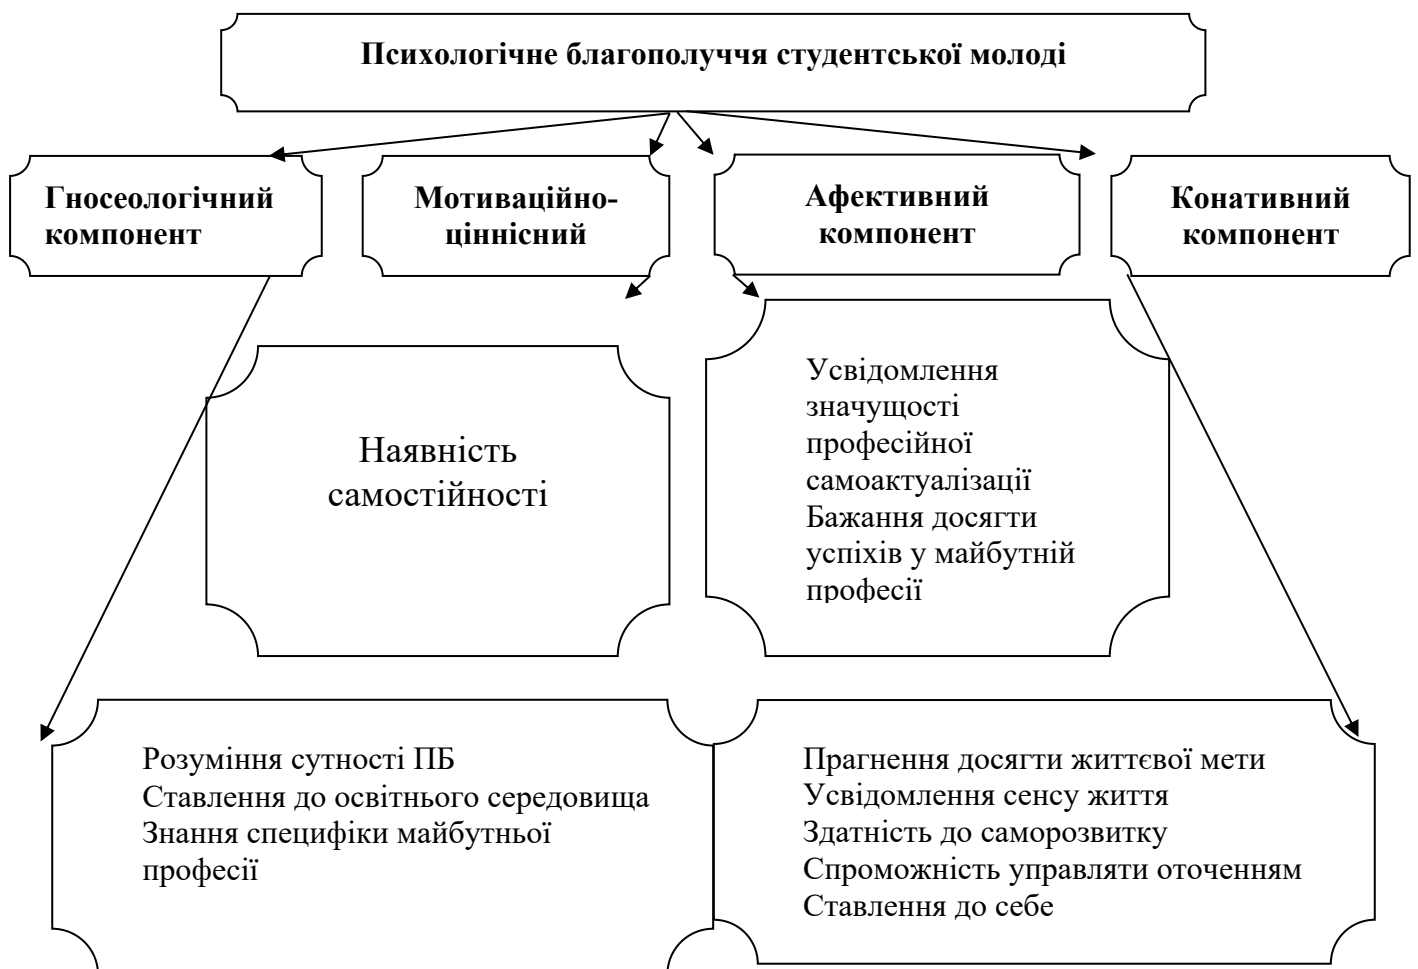 Психологічне благополуччя студентської молоді
Гносеологічний
компонент
Мотиваційно-
ціннісний
Афективний
компонент
Конативний
компонент
Наявність
самостійності
Усвідомлення
значущості
професійної
самоактуалізації
Бажання досягти
успіхів у майбутній
професії
Розуміння сутності ПБ
Ставлення до освітнього середовища
Знання специфіки майбутньої
професії
Прагнення досягти життєвої мети
Усвідомлення сенсу життя
Здатність до саморозвитку
Спроможність управляти оточенням
Ставлення до себе